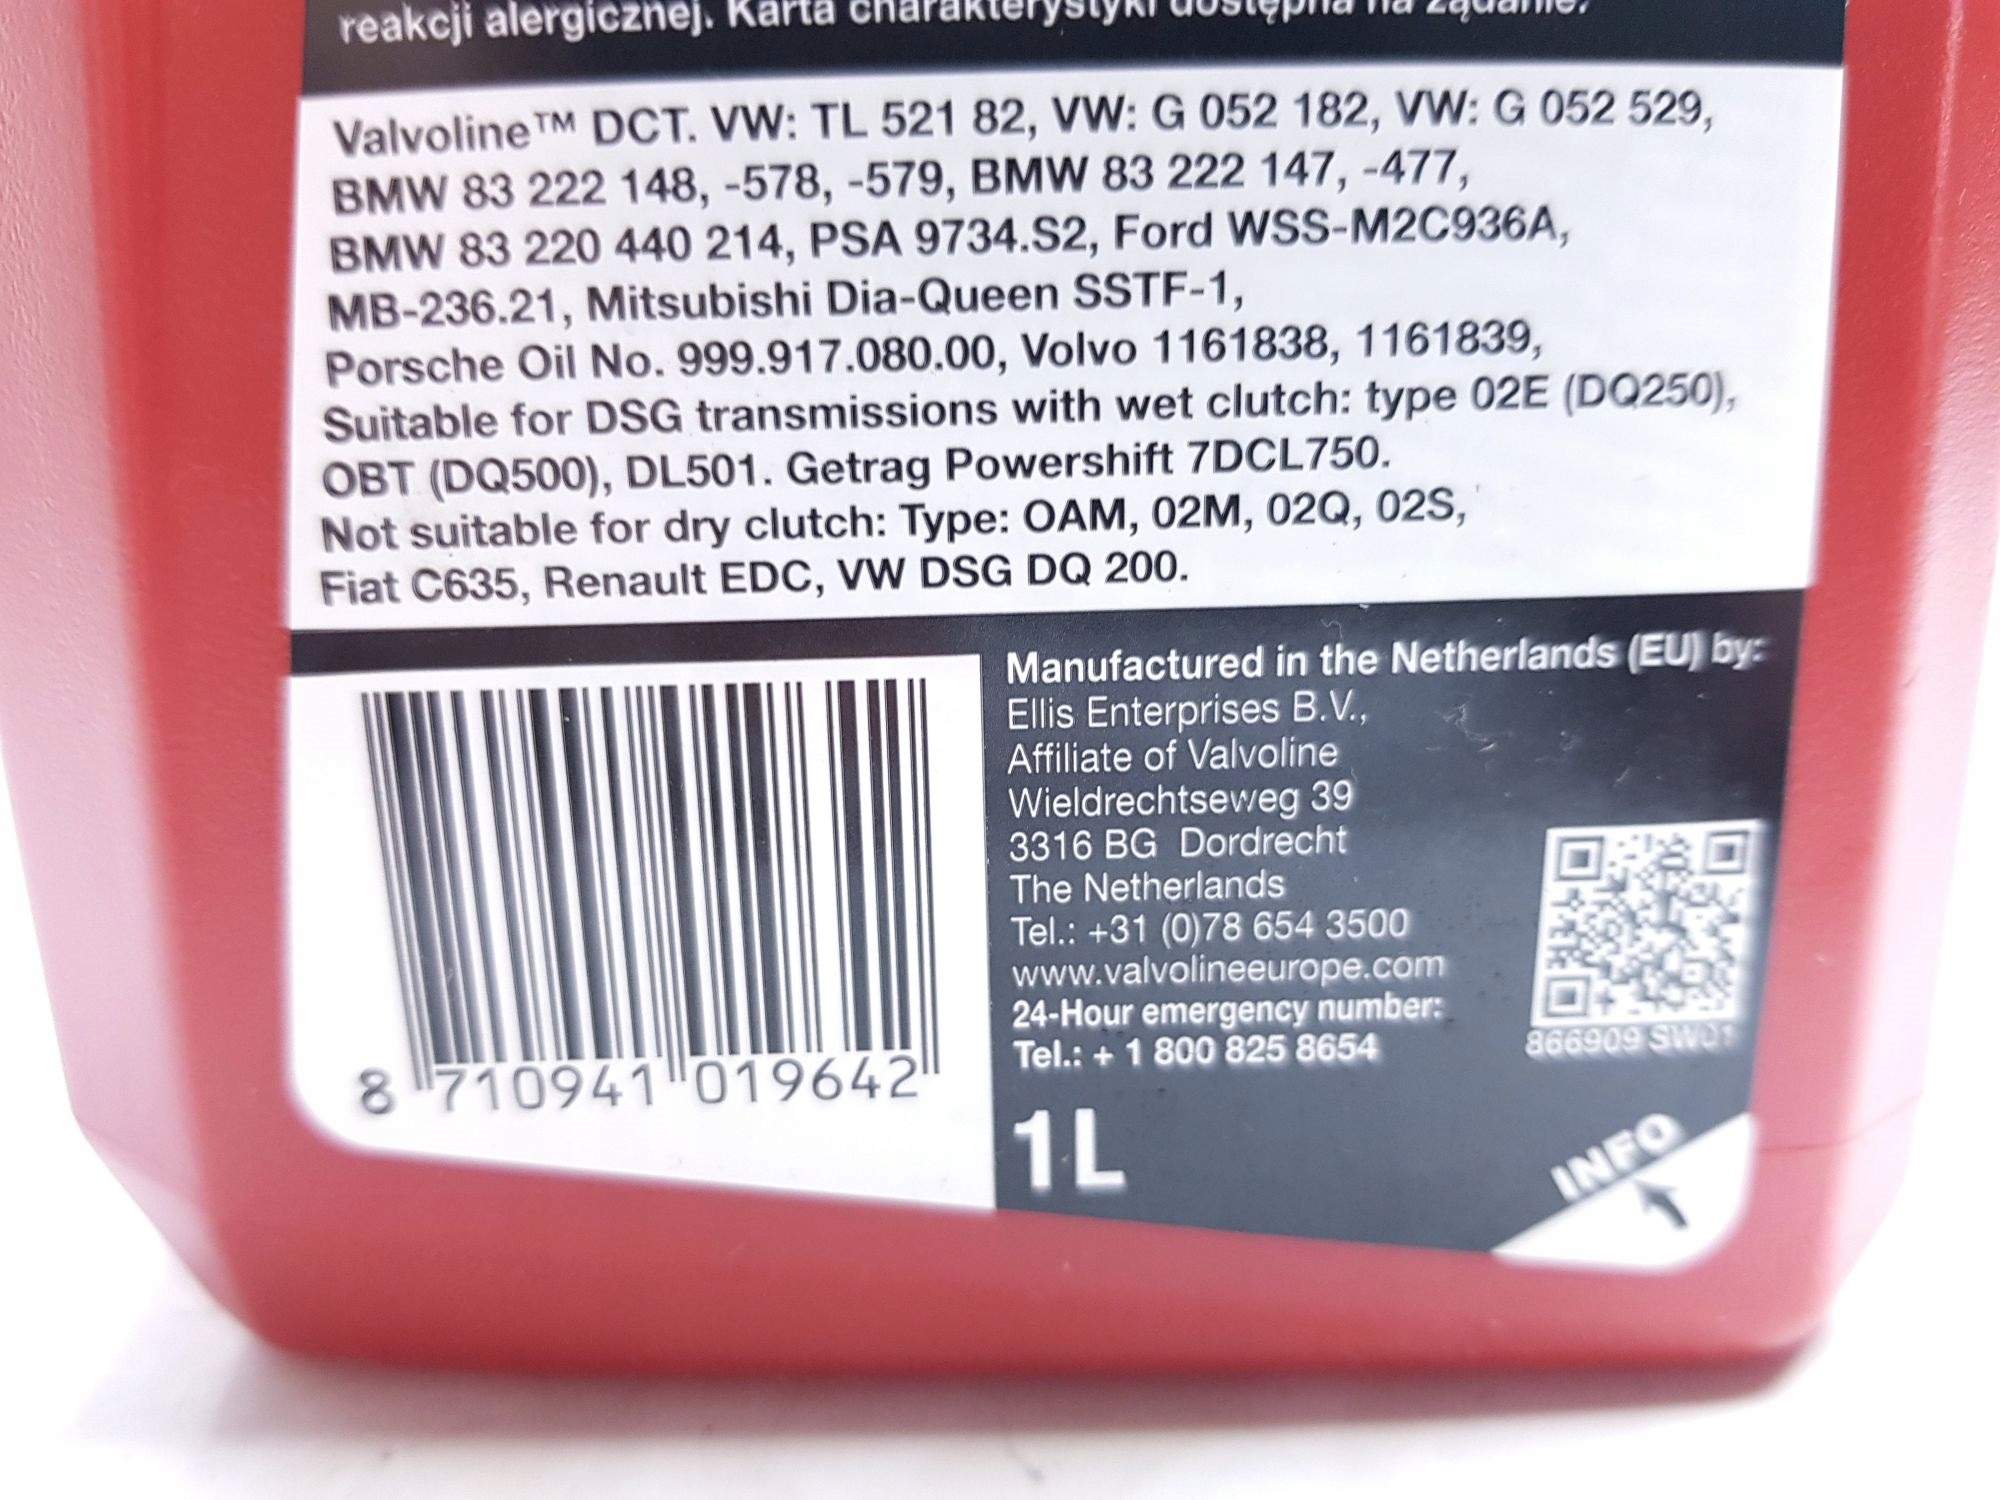 reakcji alergicznej. Karta charakterystyki dostępna na żądanie.
Valvoline™ DCT. VW: TL 521 82, VW: G 052 182, VW: G 052 529,
BMW 83 222 148, -578, -579, BMW 83 222 147, -477,
BMW 83 220 440 214, PSA 9734.S2, Ford WSS-M2C936A,
MB-236.21, Mitsubishi Dia-Queen SSTF-1,
Porsche Oil No. 999.917.080.00, Volvo 1161838, 1161839,
Suitable for DSG transmissions with wet clutch: type 02E (DQ250),
OBT (DQ500), DL501. Getrag Powershift 7DCL750.
Not suitable for dry clutch: Type: OAM, 02M, 02Q, 02S,
Fiat C635, Renault EDC, VW DSG DQ 200.
Manufactured in the Netherlands (EU) by:
Ellis Enterprises B.V.,
Affiliate of Valvoline
Wieldrechtseweg 39
3316 BG Dordrecht
The Netherlands
Tel.: +31 (0)78 654 3500
www.valvolineeurope.com
24-Hour emergency number:
Tel.: + 1 800 825 8654
866909 SW01
8 710941 019642
1L
INFO